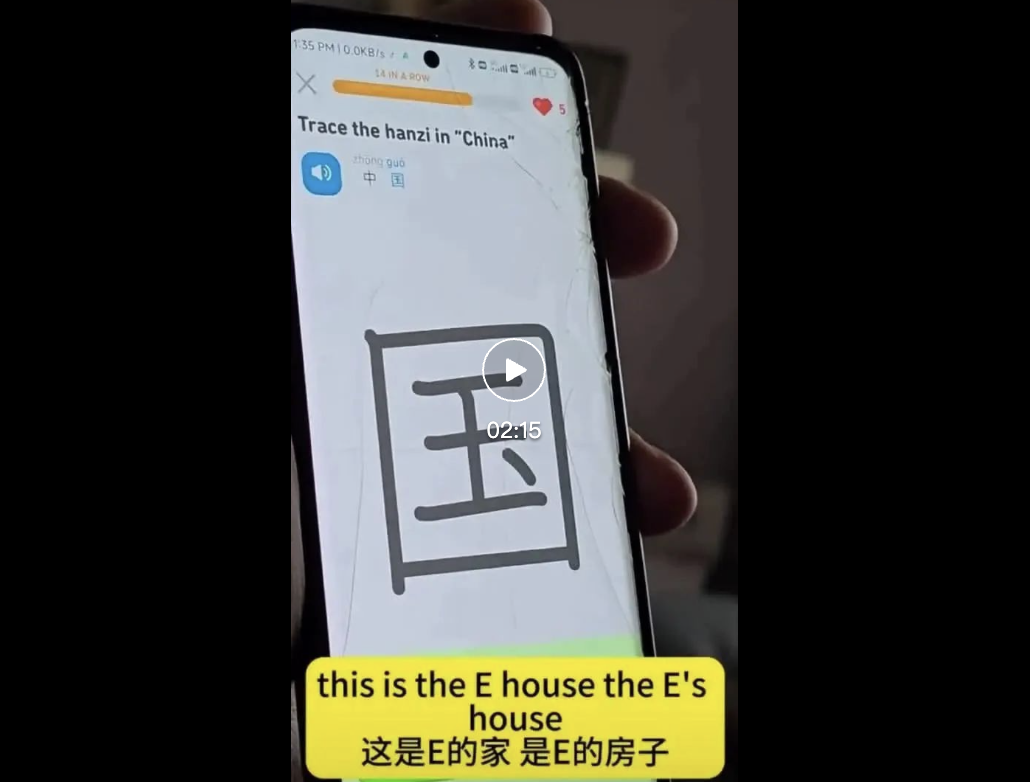 1:35 PM | 0.0KB/s
14 IN A ROW
5
Trace the hanzi in "China"
zhōng guó
中 国
国
02:15
this is the E house the E's
house
这是E的家 是E的房子